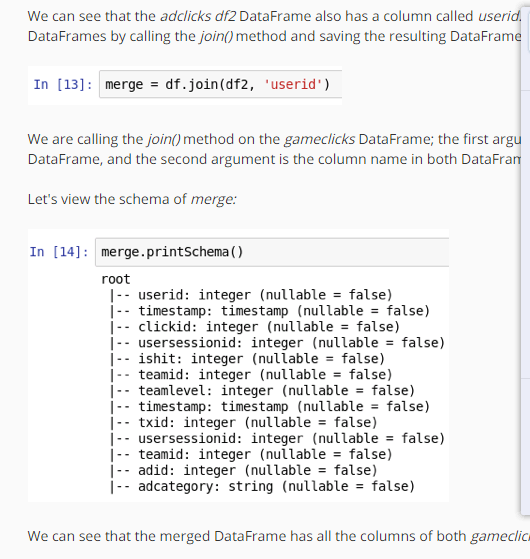 We can see that the adclicks df2 DataFrame also has a column called userid.
DataFrames by calling the join() method and saving the resulting DataFrame
In [13]: merge = df.join(df2, 'userid')
We are calling the join() method on the gameclicks DataFrame; the first argu
DataFrame, and the second argument is the column name in both DataFram
Let's view the schema of merge:
In [14]: merge.printSchema()
root
|-- userid: integer (nullable = false)
|-- timestamp: timestamp (nullable = false)
|-- clickid: integer (nullable = false)
|-- usersessionid: integer (nullable = false)
|-- ishit: integer (nullable = false)
|-- teamid: integer (nullable = false)
|-- teamlevel: integer (nullable = false)
|-- timestamp: timestamp (nullable = false)
|-- txid: integer (nullable = false)
|-- usersessionid: integer (nullable = false)
|-- teamid: integer (nullable = false)
|-- adid: integer (nullable = false)
|-- adcategory: string (nullable = false)
We can see that the merged DataFrame has all the columns of both gameclic